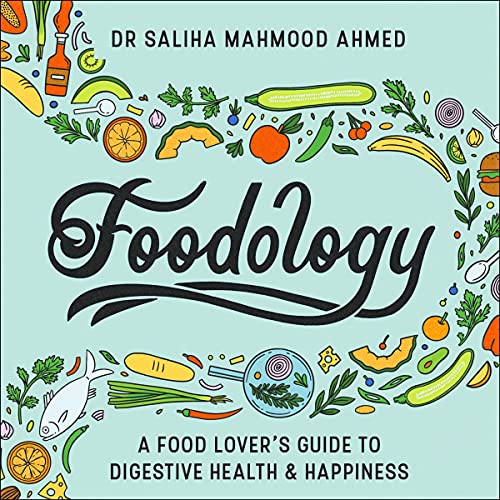 DR SALIHA MAHMOOD AHMED
Foodology
A FOOD LOVER'S GUIDE TO
DIGESTIVE HEALTH & HAPPINESS